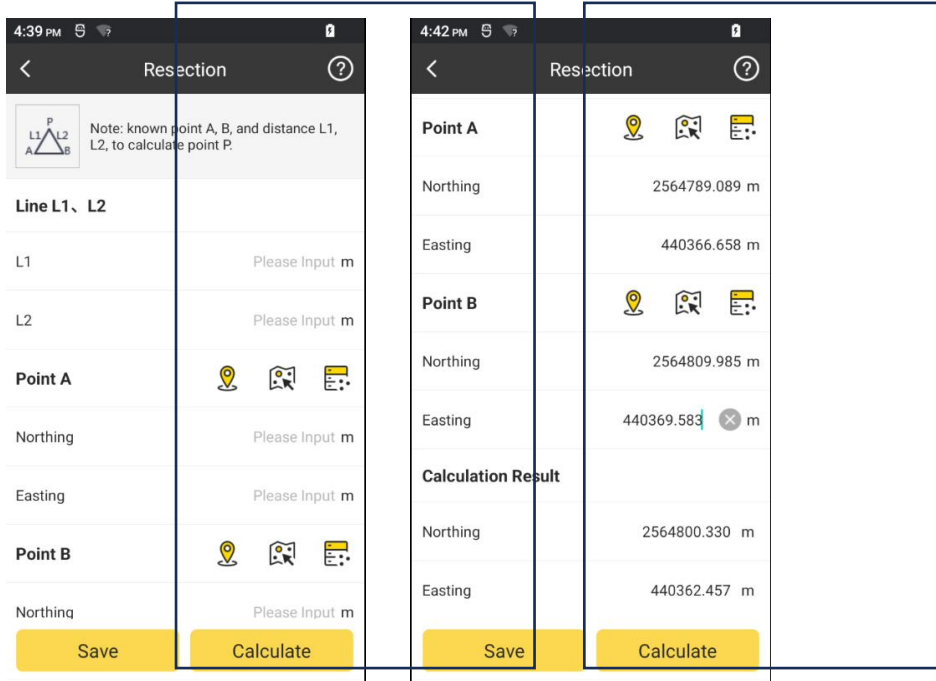 4:39 PM
Resection
P
L1 L2
A B
Note: known point A, B, and distance L1,
L2, to calculate point P.
Line L1、L2
L1 Please Input m
L2 Please Input m
Point A
Northing Please Input m
Easting Please Input m
Point B
Northing Please Input m
Save Calculate
4:42 PM
Resection
Point A
Northing 2564789.089 m
Easting 440366.658 m
Point B
Northing 2564809.985 m
Easting 440369.583 m
Calculation Result
Northing 2564800.330 m
Easting 440362.457 m
Save Calculate